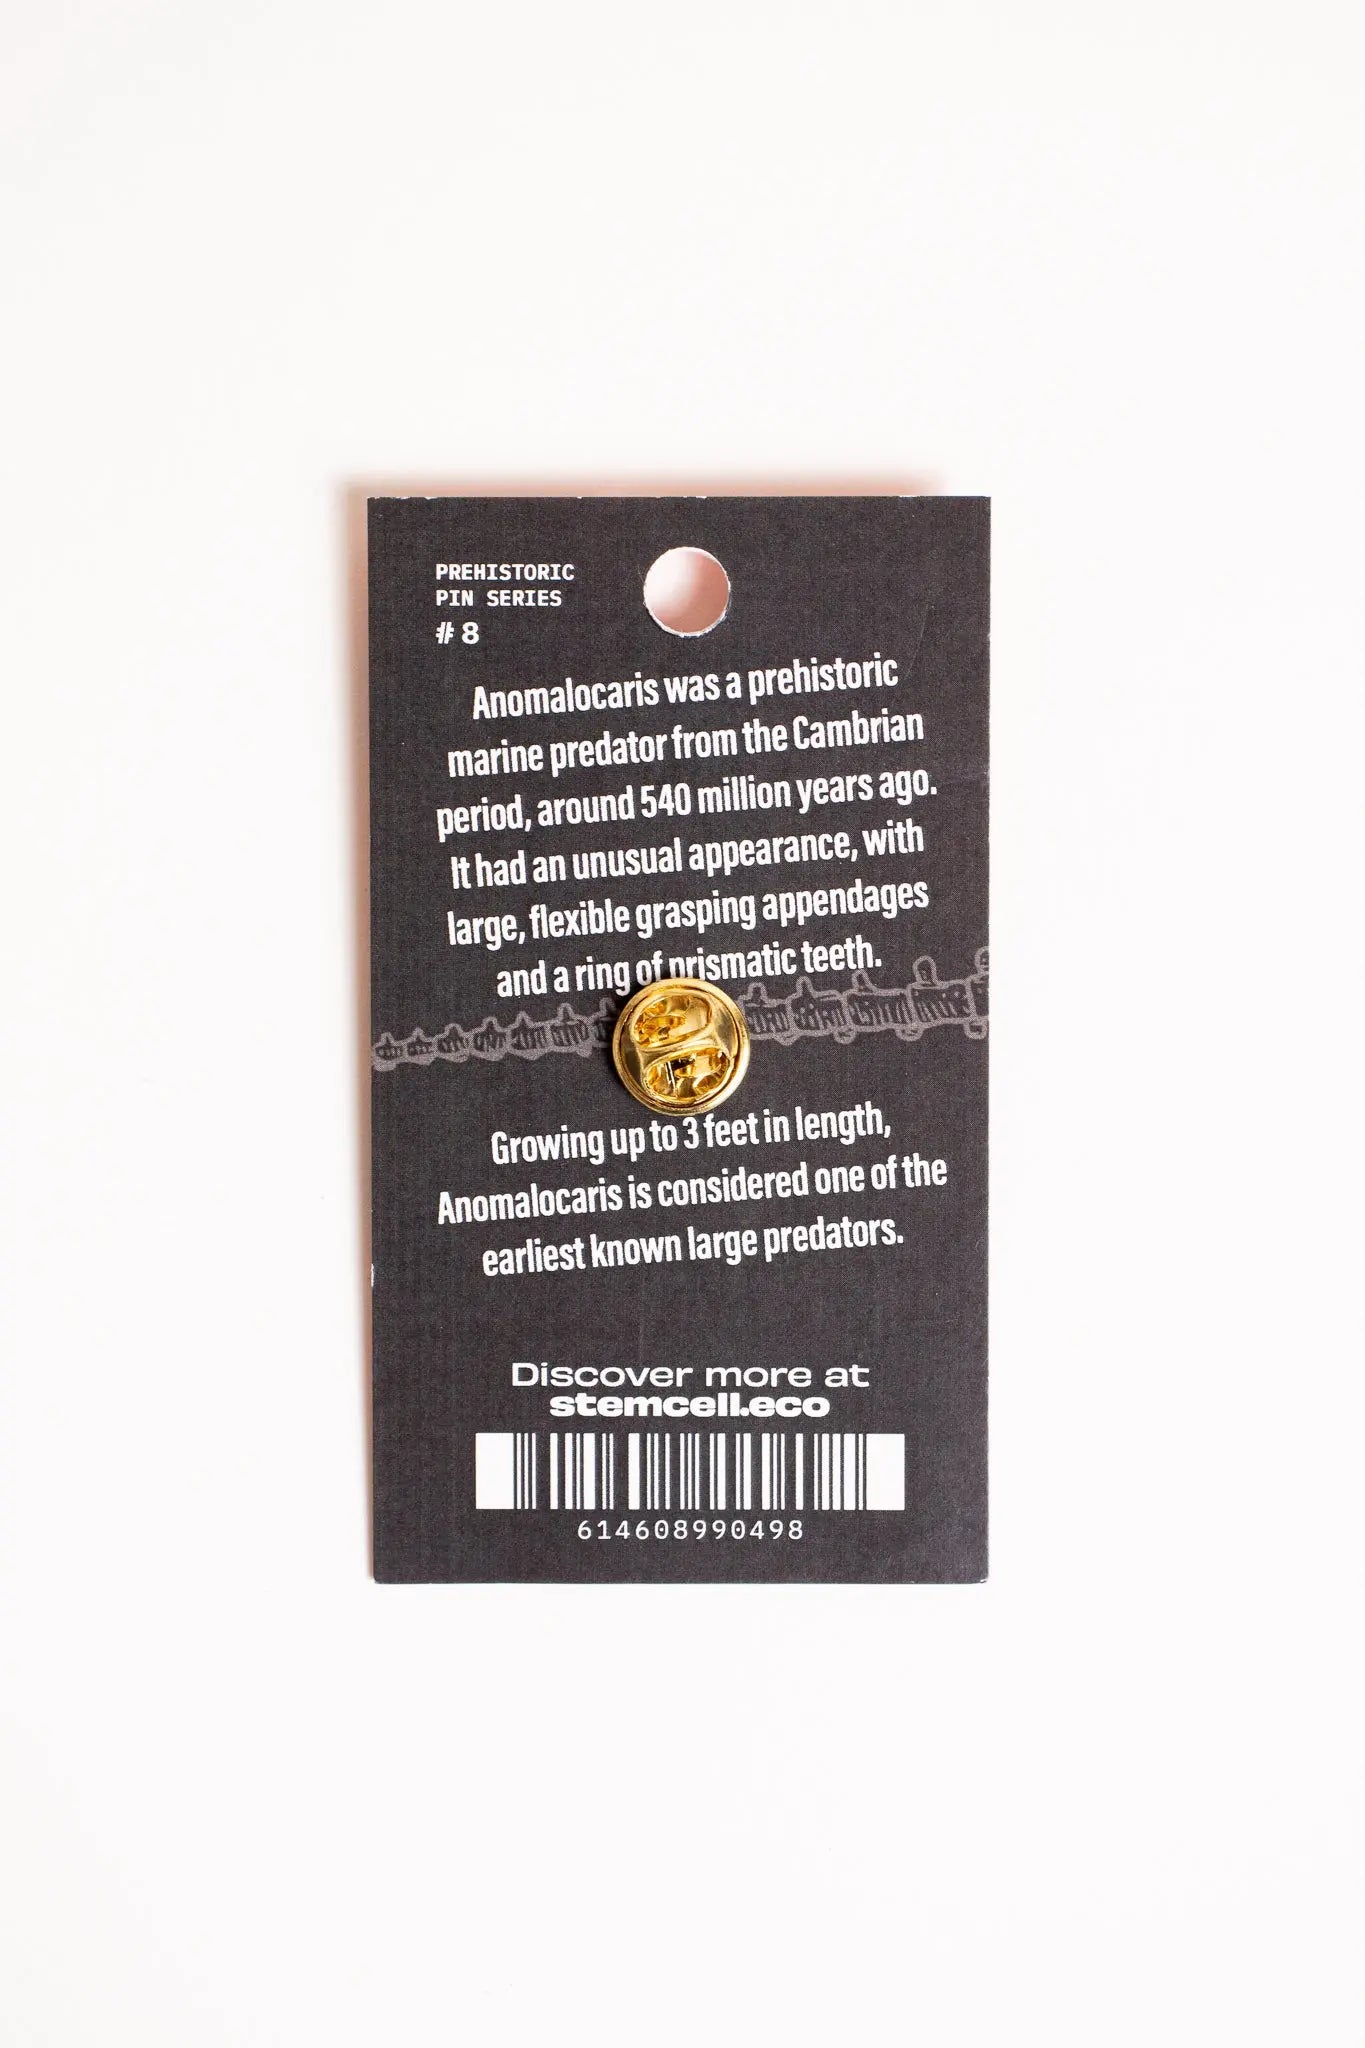 PREHISTORIC
PIN SERIES
# 8
Anomalocaris was a prehistoric
marine predator from the Cambrian
period, around 540 million years ago.
It had an unusual appearance, with
large, flexible grasping appendages
and a ring of prismatic teeth.
Growing up to 3 feet in length,
Anomalocaris is considered one of the
earliest known large predators.
Discover more at
stemcell.eco
614608990498